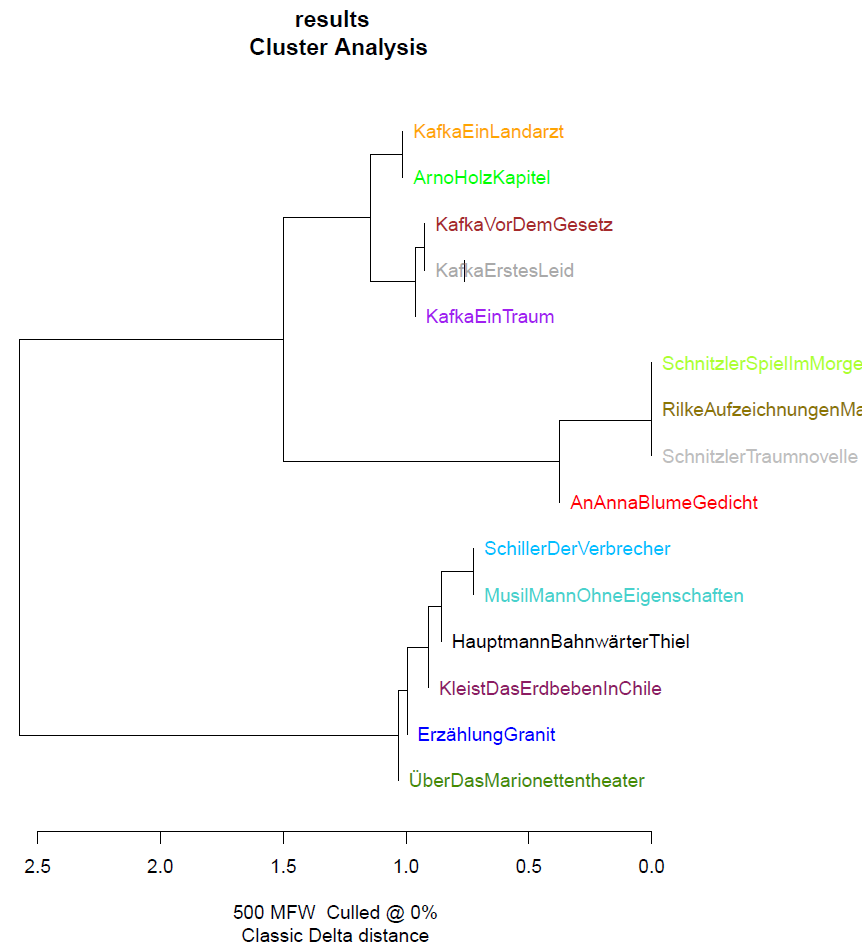 results
Cluster Analysis
KafkaEinLandarzt
ArnoHolzKapitel
KafkaVorDemGesetz
KafkaErstesLeid
KafkaEinTraum
SchnitzlerSpielImMorge
RilkeAufzeichnungenMa
SchnitzlerTraumnovelle
AnAnnaBlumeGedicht
SchillerDerVerbrecher
MusilMannOhneEigenschaften
HauptmannBahnwärterThiel
KleistDasErdbebenInChile
ErzählungGranit
ÜberDasMarionettentheater
2.5 2.0 1.5 1.0 0.5 0.0
500 MFW Culled @ 0%
Classic Delta distance